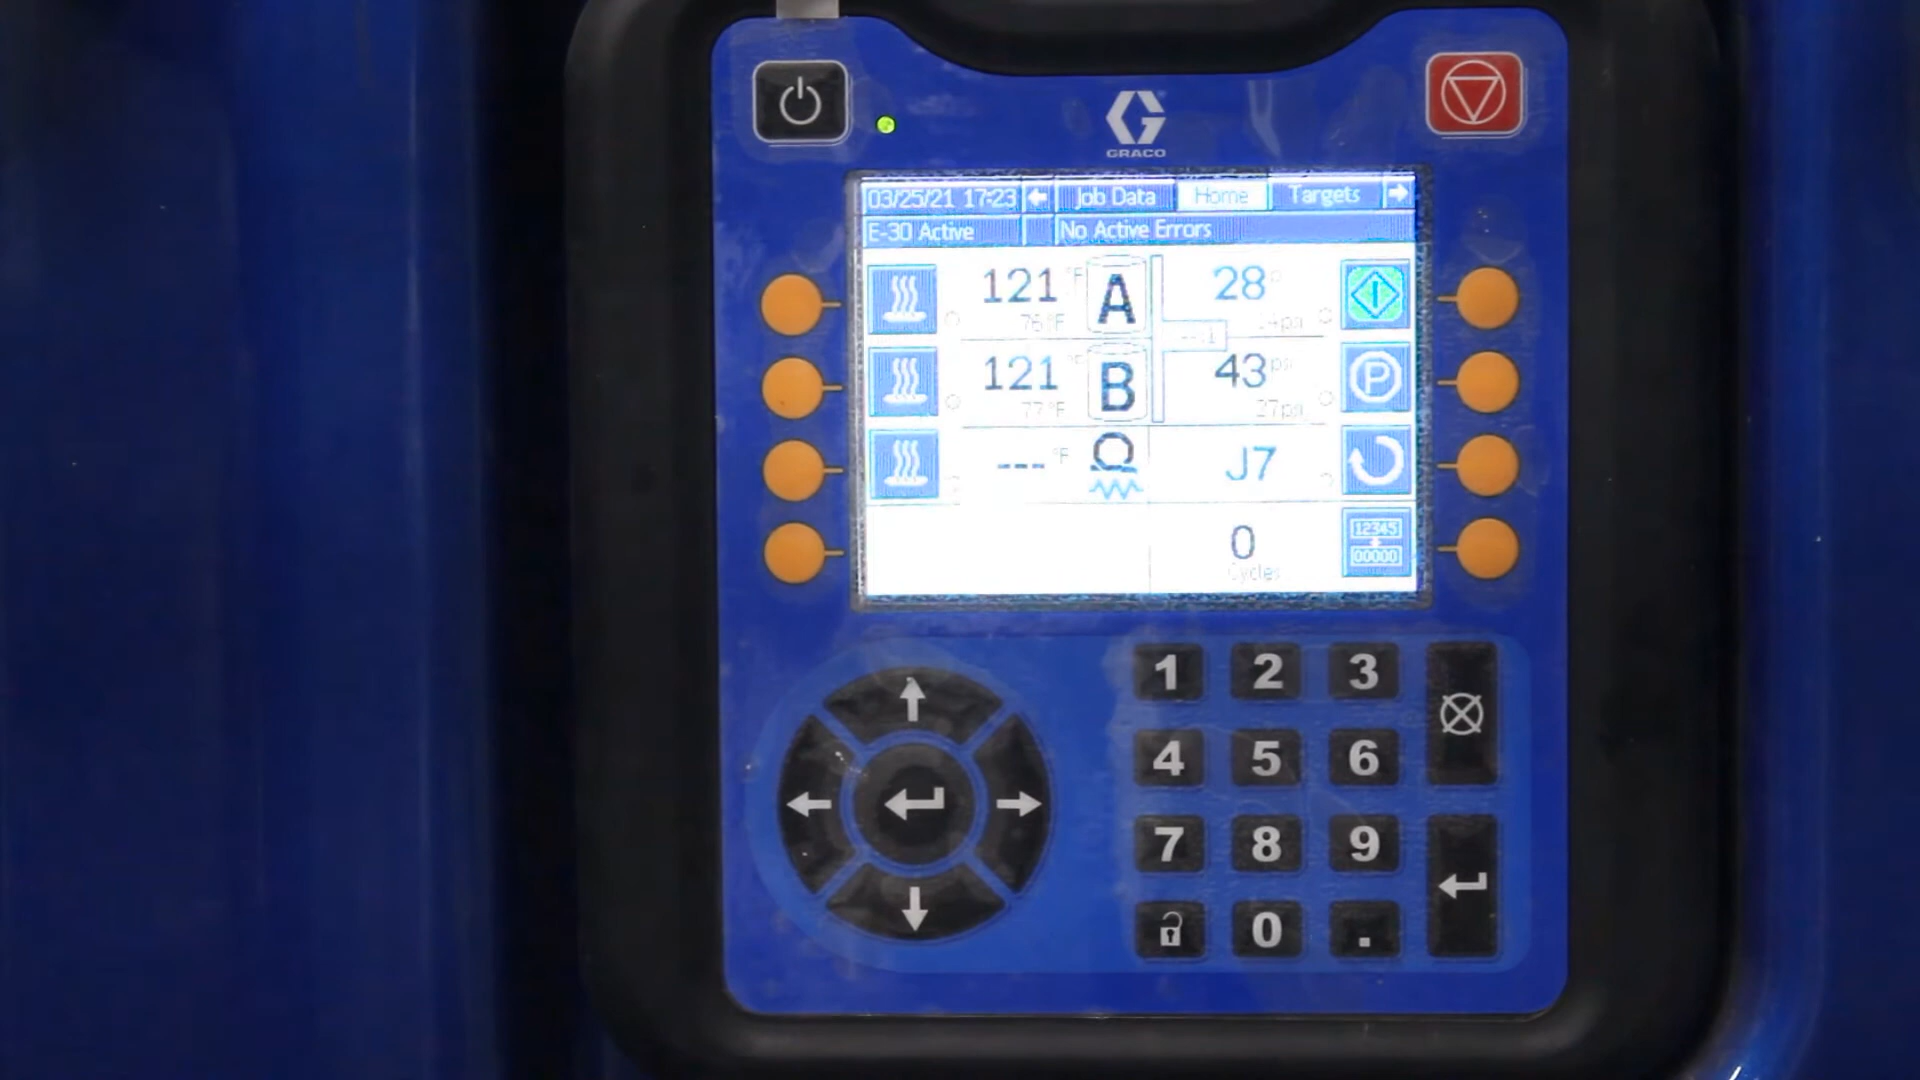 GRACO
03/25/21 17:23 Job Data Home Targets
E-30 Active No Active Errors
121 °F A 28
76°F
121 °F B 43 psi
77°F 27psi
--- °F J7
12345
00000
0
Cycles
1 2 3
4 5 6
7 8 9
0 .